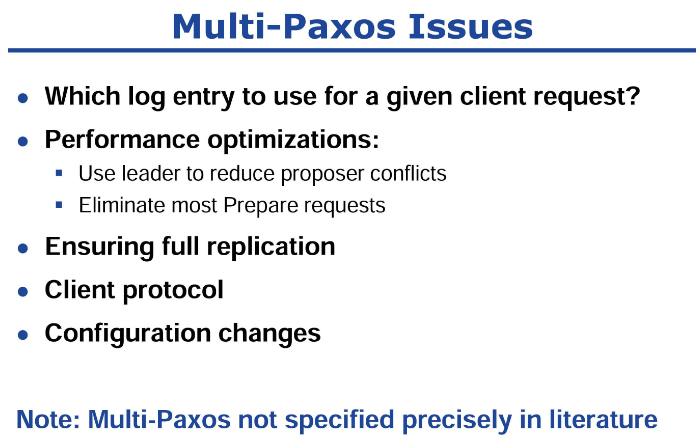 Multi-Paxos Issues
● Which log entry to use for a given client request?
● Performance optimizations:
▪ Use leader to reduce proposer conflicts
▪ Eliminate most Prepare requests
● Ensuring full replication
● Client protocol
● Configuration changes
Note: Multi-Paxos not specified precisely in literature